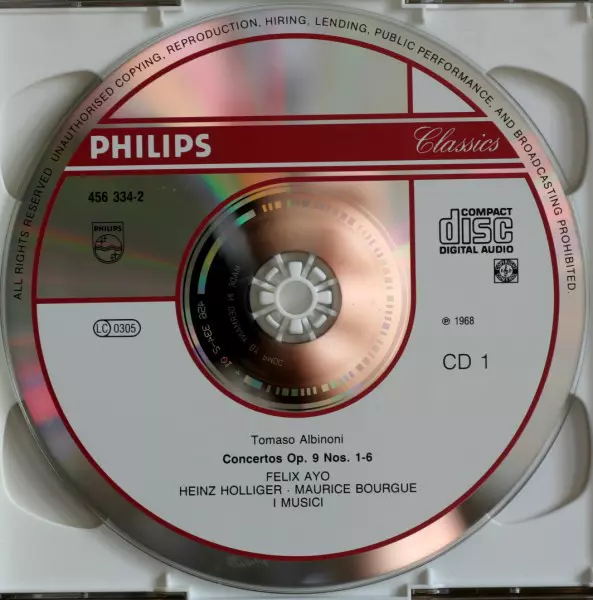 ALL RIGHTS RESERVED UNAUTHORISED COPYING, REPRODUCTION, HIRING, LENDING, PUBLIC PERFORMANCE, AND BROADCASTING PROHIBITED.
PHILIPS
Classics
456 334-2
PHILIPS
COMPACT
disc
DIGITAL AUDIO
LC 0305
℗ 1968
CD 1
Tomaso Albinoni
Concertos Op. 9 Nos. 1-6
FELIX AYO
HEINZ HOLLIGER · MAURICE BOURGUE
I MUSICI